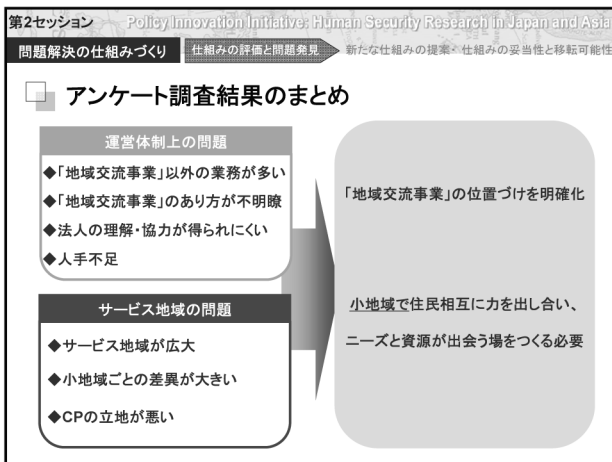 第2セッション
Policy Innovation Initiative: Human Security Research in Japan and Asia
問題解決の仕組みづくり
仕組みの評価と問題発見
新たな仕組みの提案・仕組みの妥当性と移転可能性
アンケート調査結果のまとめ
運営体制上の問題
◆「地域交流事業」以外の業務が多い
◆「地域交流事業」のあり方が不明瞭
◆法人の理解・協力が得られにくい
◆人手不足
サービス地域の問題
◆サービス地域が広大
◆小地域ごとの差異が大きい
◆CPの立地が悪い
「地域交流事業」の位置づけを明確化
小地域で住民相互に力を出し合い、
ニーズと資源が出会う場をつくる必要